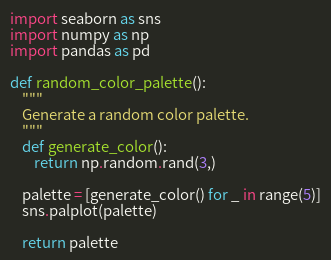 import seaborn as sns
import numpy as np
import pandas as pd
def random_color_palette():
"""
Generate a random color palette.
"""
def generate_color():
return np.random.rand(3,)
palette = [generate_color() for _ in range(5)]
sns.palplot(palette)
return palette